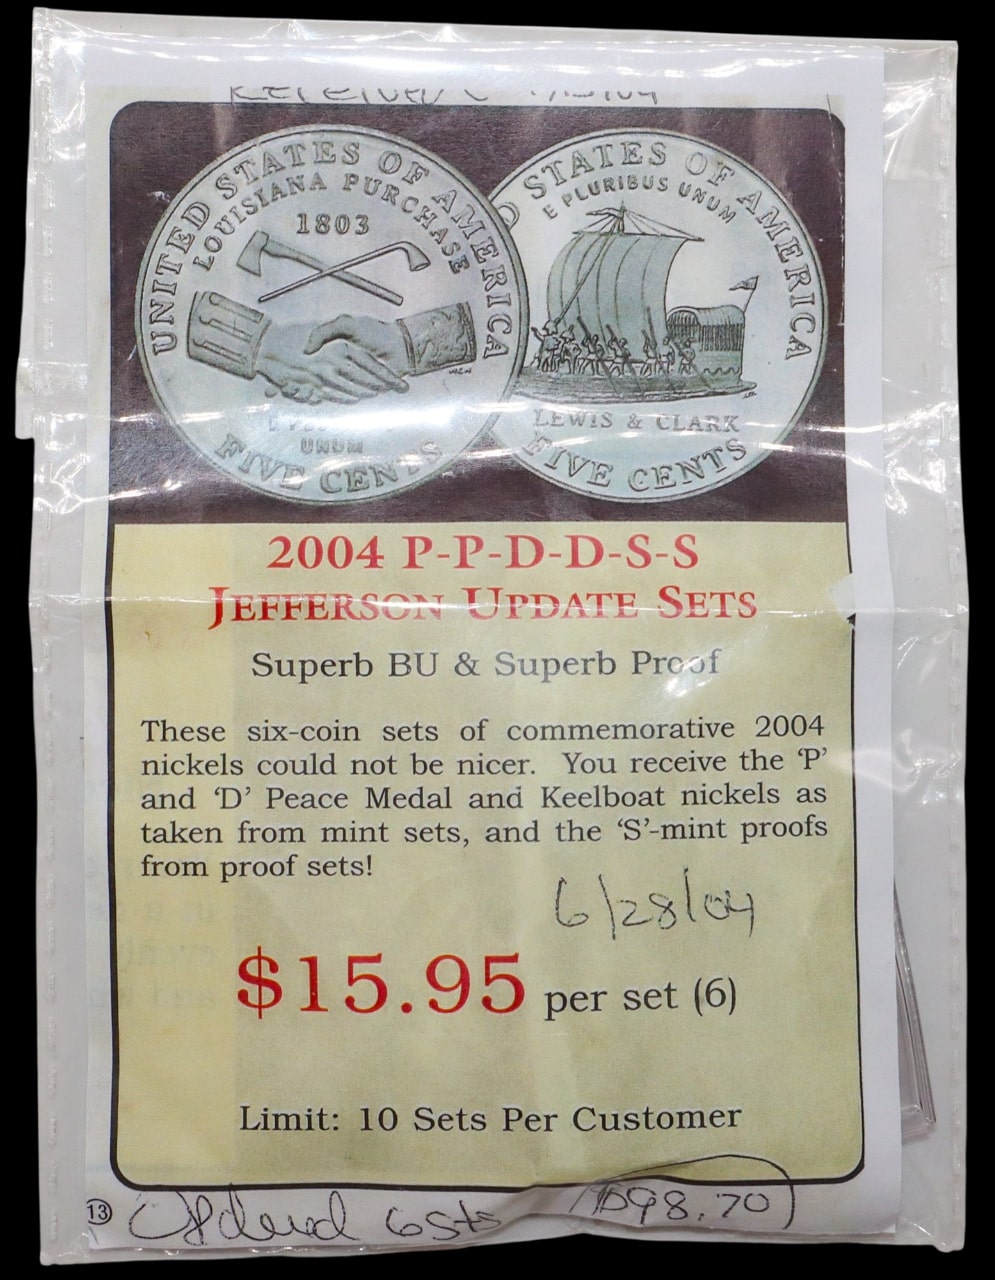 UNITED STATES OF AMERICA
LOUISIANA PURCHASE
1803
UNUM
FIVE CENTS
STATES OF AMERICA
E PLURIBUS UNUM
LEWIS & CLARK
FIVE CENTS
2004 P-P-D-D-S-S
JEFFERSON UPDATE SETS
Superb BU & Superb Proof
These six-coin sets of commemorative 2004
nickels could not be nicer. You receive the ‘P’
and ‘D’ Peace Medal and Keelboat nickels as
taken from mint sets, and the ‘S’-mint proofs
from proof sets!
6/28/04
$15.95 per set (6)
Limit: 10 Sets Per Customer
13 Ordered 6 sts $98.70